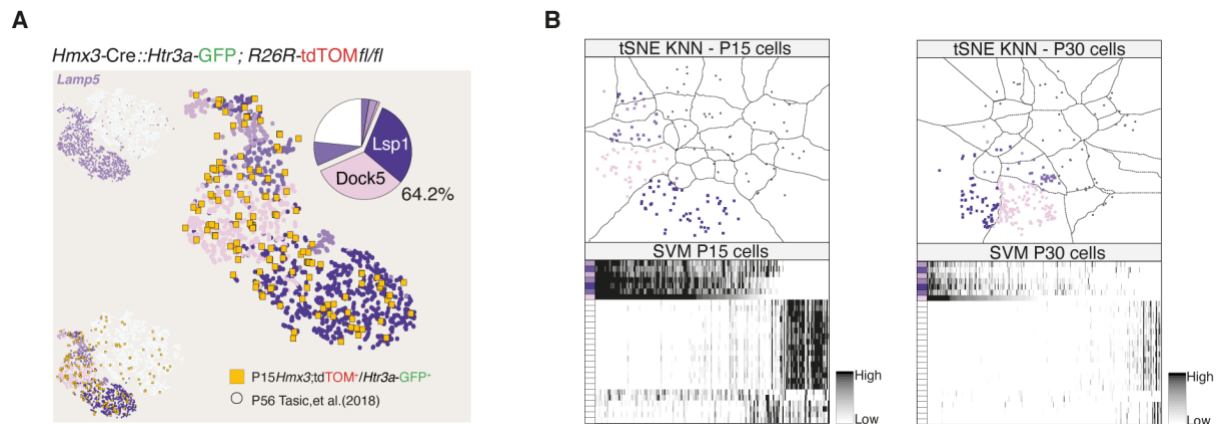 A
Hmx3-Cre::Htr3a-GFP; R26R-tdTOMfl/fl
Lamp5
Lsp1
Dock5
64.2%
P15Hmx3;tdTOM+/Htr3a-GFP+
P56 Tasic,et al.(2018)
B
tSNE KNN - P15 cells
tSNE KNN - P30 cells
SVM P15 cells
SVM P30 cells
High
Low
High
Low